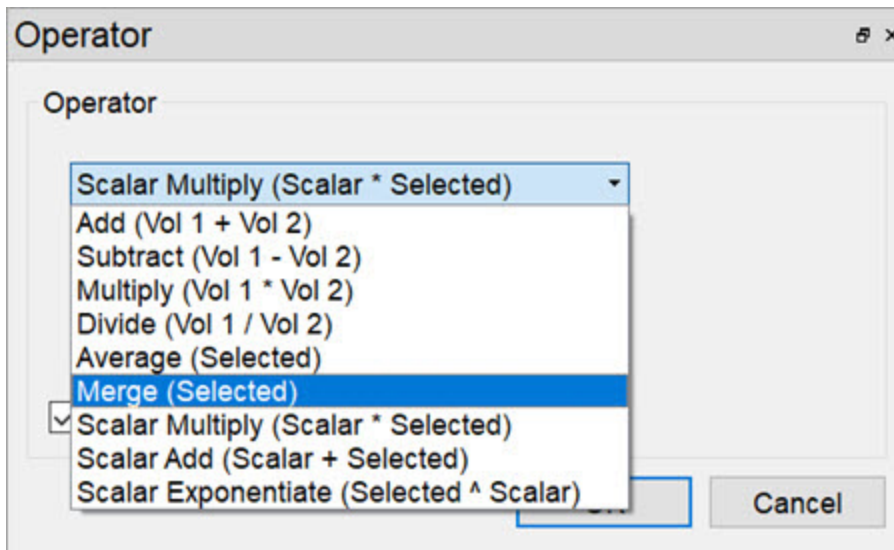 Operator
Operator
Scalar Multiply (Scalar * Selected)
Add (Vol 1 + Vol 2)
Subtract (Vol 1 - Vol 2)
Multiply (Vol 1 * Vol 2)
Divide (Vol 1 / Vol 2)
Average (Selected)
Merge (Selected)
Scalar Multiply (Scalar * Selected)
Scalar Add (Scalar + Selected)
Scalar Exponentiate (Selected ^ Scalar)
Cancel